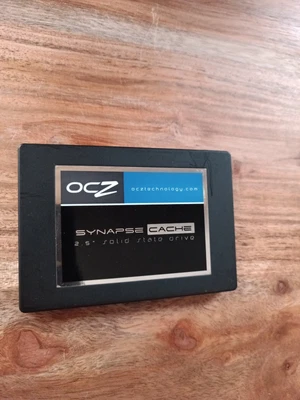 OCZ
ocztechnology.com
SYNAPSE CACHE
2.5" Solid State Drive